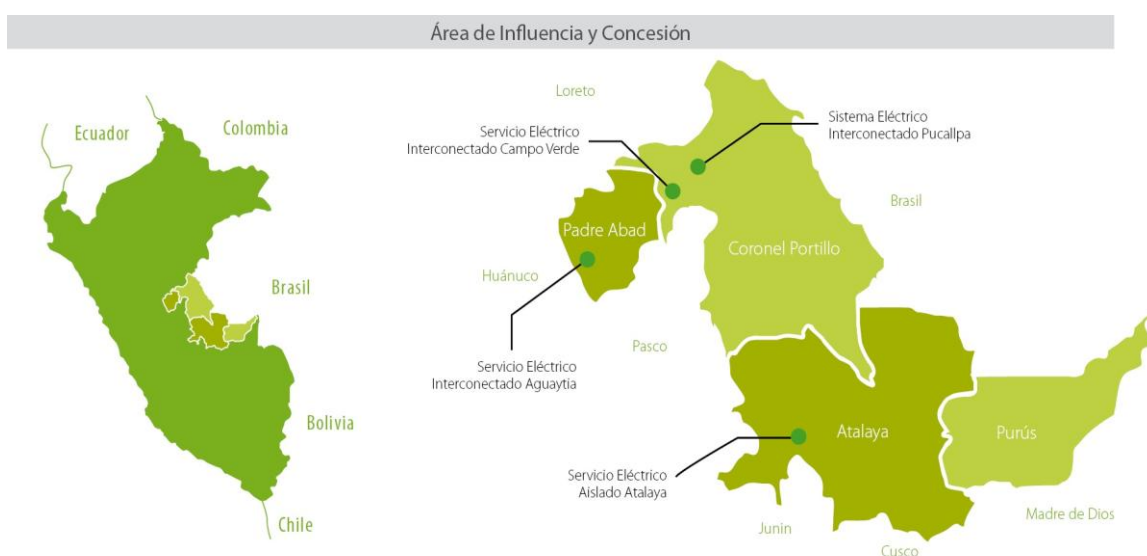 Área de Influencia y Concesión
Ecuador
Colombia
Brasil
Bolivia
Chile
Loreto
Servicio Eléctrico
Interconectado Campo Verde
Sistema Eléctrico
Interconectado Pucallpa
Brasil
Padre Abad
Coronel Portillo
Huánuco
Pasco
Servicio Eléctrico
Interconectado Aguaytía
Atalaya
Purús
Servicio Eléctrico
Aislado Atalaya
Junin
Madre de Dios
Cusco